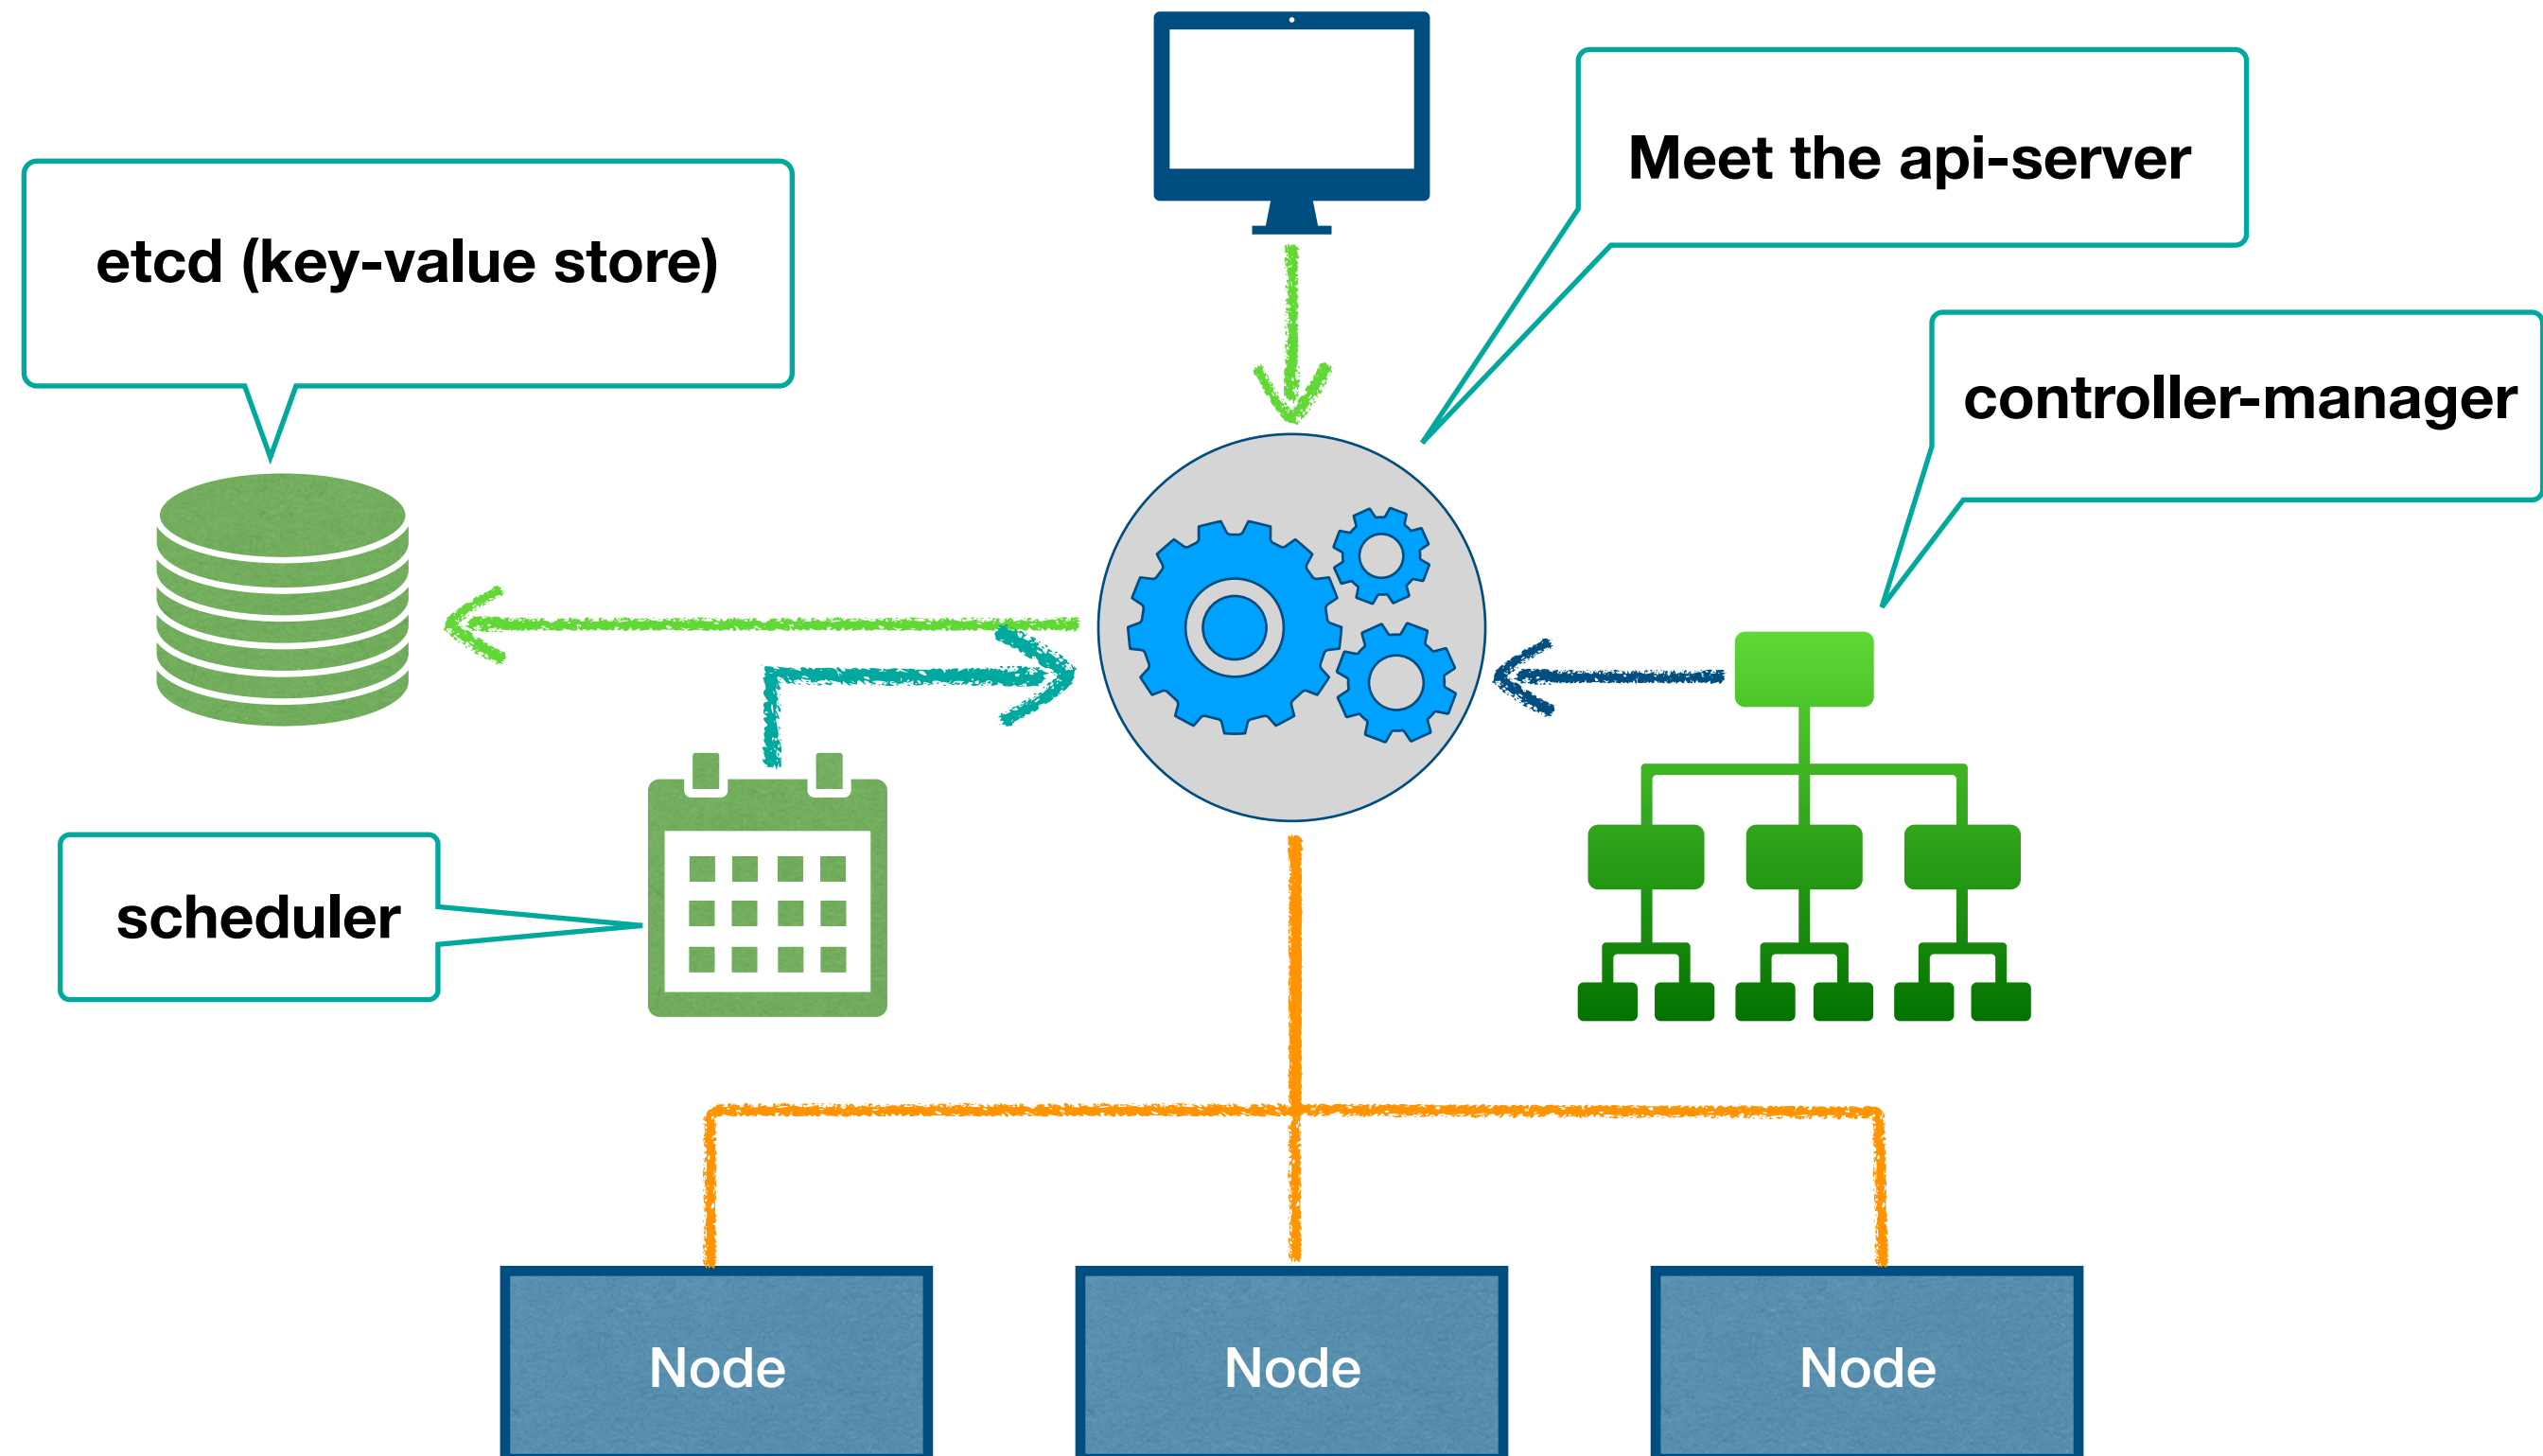 Meet the api-server
etcd (key-value store)
controller-manager
scheduler
Node
Node
Node